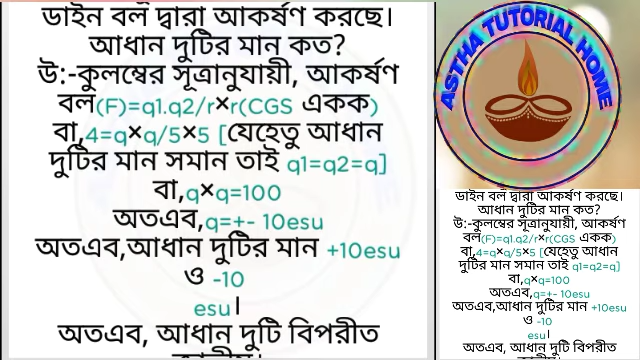 ডাইন বল দ্বারা আকর্ষণ করছে।
আধান দুটির মান কত?
উ:-কুলম্বের সূত্রানুযায়ী, আকর্ষণ
বল(F)=q1.q2/r×r(CGS একক)
বা,4=q×q/5×5 [যেহেতু আধান
দুটির মান সমান তাই q1=q2=q]
বা,q×q=100
অতএব,q=+- 10esu
অতএব,আধান দুটির মান +10esu
ও -10
esu।
অতএব, আধান দুটি বিপরীত
ASTHA TUTORIAL HOME
ডাইন বল দ্বারা আকর্ষণ করছে।
আধান দুটির মান কত?
উ:-কুলম্বের সূত্রানুযায়ী, আকর্ষণ
বল(F)=q1.q2/r×r(CGS একক)
বা,4=q×q/5×5 [যেহেতু আধান
দুটির মান সমান তাই q1=q2=q]
বা,q×q=100
অতএব,q=+- 10esu
অতএব,আধান দুটির মান +10esu
ও -10
esu।
অতএব, আধান দুটি বিপরীত